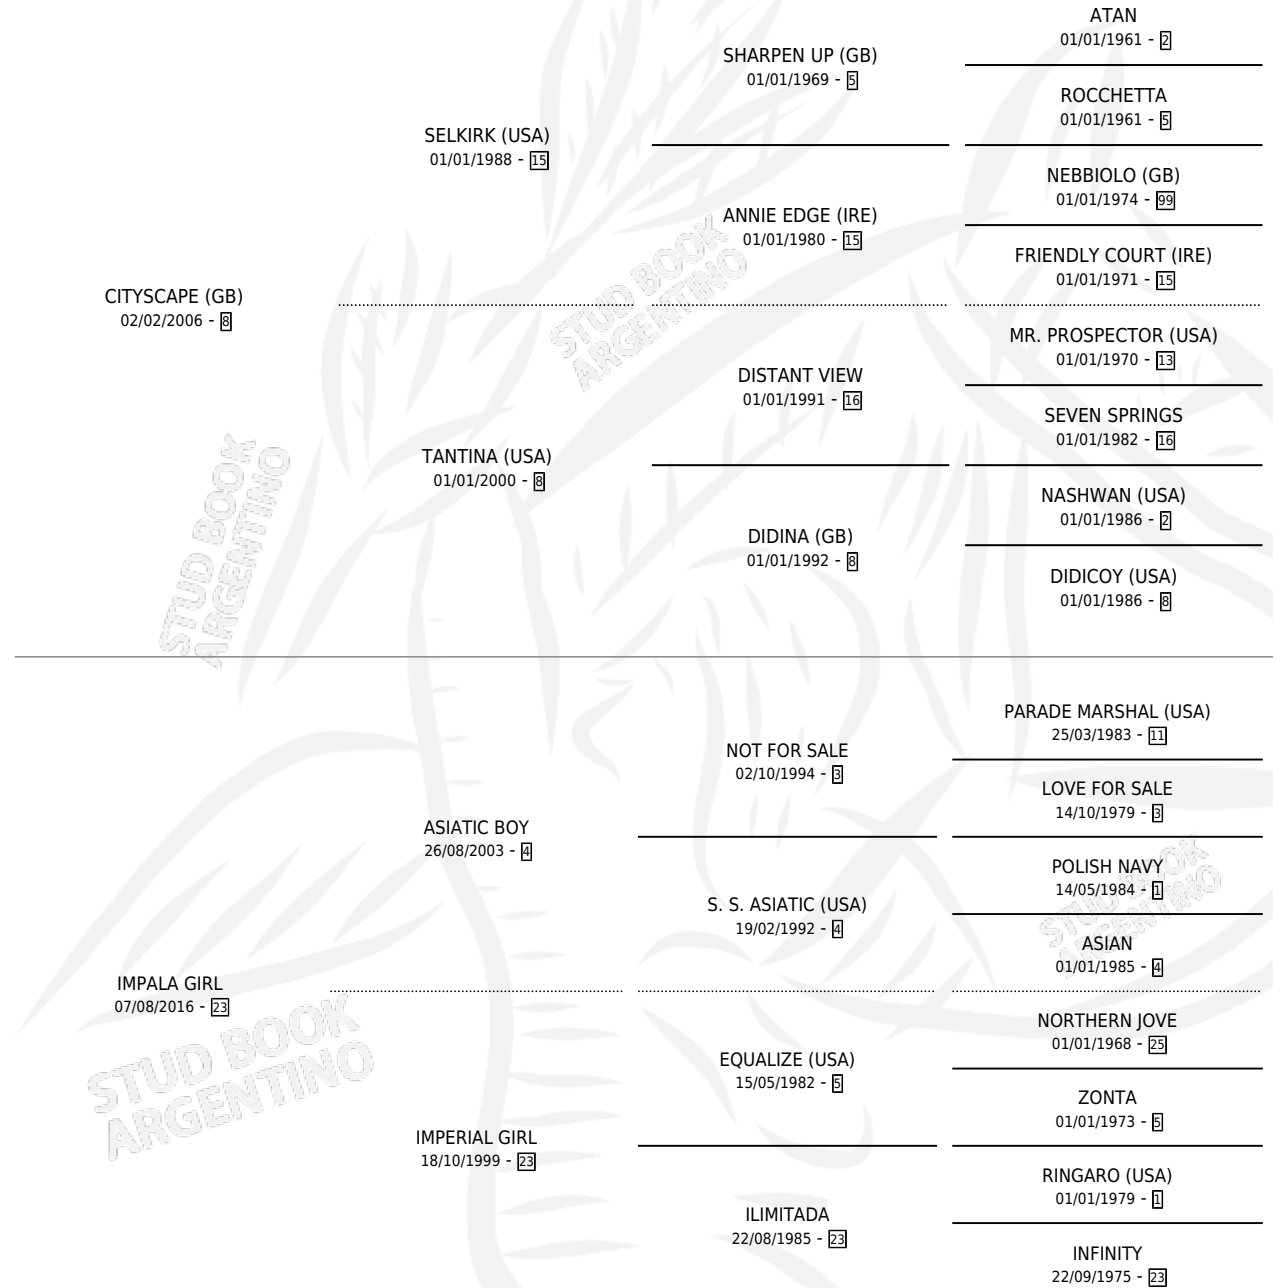 ATAN
01/01/1961 - 2
SHARPEN UP (GB)
01/01/1969 - 5
ROCCHETTA
01/01/1961 - 5
SELKIRK (USA)
01/01/1988 - 15
NEBBIOLO (GB)
01/01/1974 - 99
ANNIE EDGE (IRE)
01/01/1980 - 15
FRIENDLY COURT (IRE)
01/01/1971 - 15
CITYSCAPE (GB)
02/02/2006 - 8
MR. PROSPECTOR (USA)
01/01/1970 - 13
DISTANT VIEW
01/01/1991 - 16
SEVEN SPRINGS
01/01/1982 - 16
TANTINA (USA)
01/01/2000 - 8
NASHWAN (USA)
01/01/1986 - 2
DIDINA (GB)
01/01/1992 - 8
DIDICOY (USA)
01/01/1986 - 8
PARADE MARSHAL (USA)
25/03/1983 - 11
NOT FOR SALE
02/10/1994 - 3
LOVE FOR SALE
14/10/1979 - 3
ASIATIC BOY
26/08/2003 - 4
POLISH NAVY
14/05/1984 - 1
S. S. ASIATIC (USA)
19/02/1992 - 4
ASIAN
01/01/1985 - 4
IMPALA GIRL
07/08/2016 - 23
NORTHERN JOVE
01/01/1968 - 25
EQUALIZE (USA)
15/05/1982 - 5
ZONTA
01/01/1973 - 5
IMPERIAL GIRL
18/10/1999 - 23
RINGARO (USA)
01/01/1979 - 1
ILIMITADA
22/08/1985 - 23
INFINITY
22/09/1975 - 23
STUD BOOK
ARGENTINO
STUD BOOK
ARGENTINO
STUD BOOK
ARGENTINO
STUD BOOK
ARGENTINO